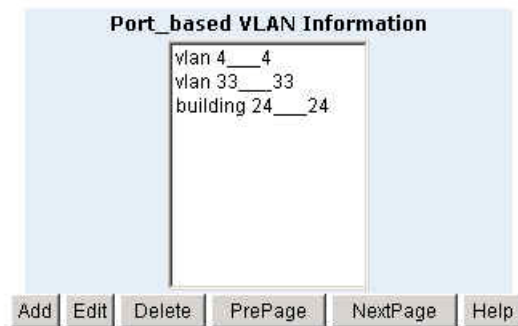 Port_based VLAN Information
vlan 4___4
vlan 33___33
building 24___24
Add Edit Delete PrePage NextPage Help